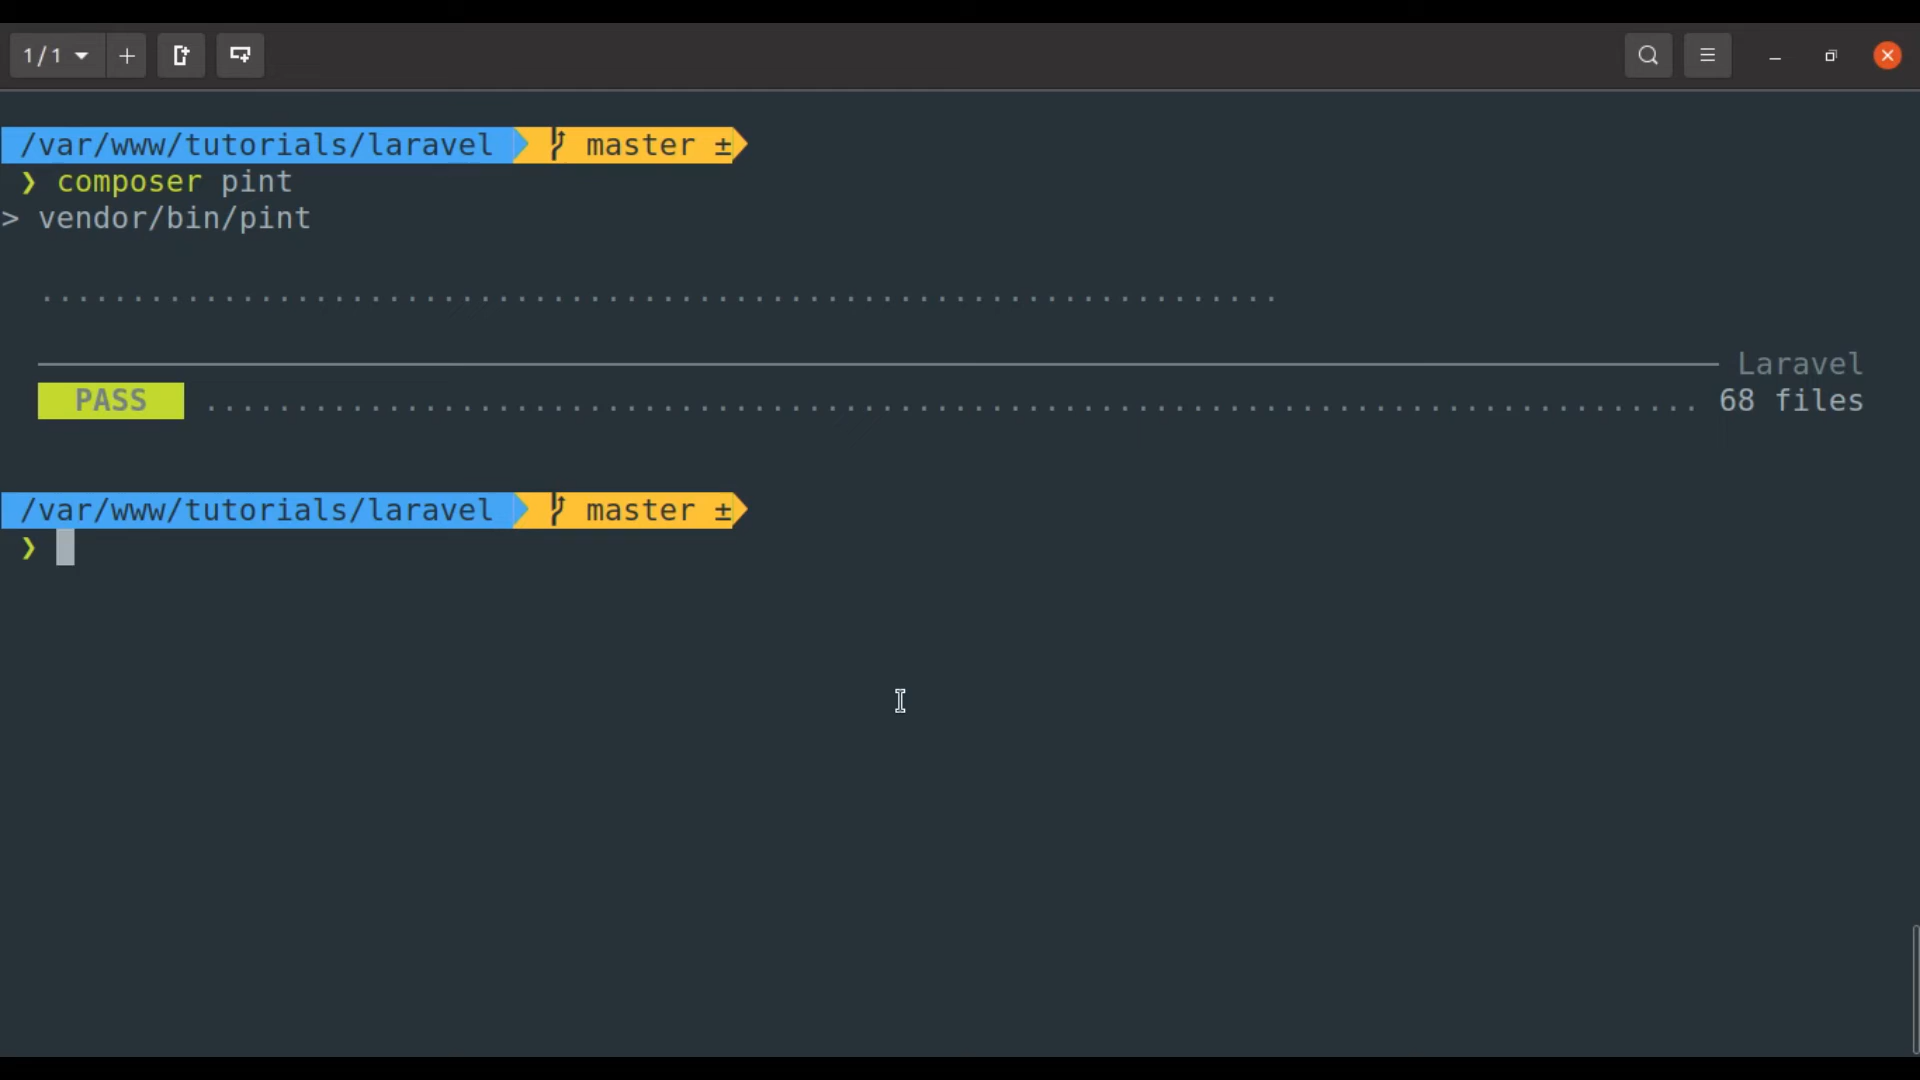 1/1
/var/www/tutorials/laravel master ±
❯ composer pint
> vendor/bin/pint
....................................................................
Laravel
PASS .................................................................................. 68 files
/var/www/tutorials/laravel master ±
❯